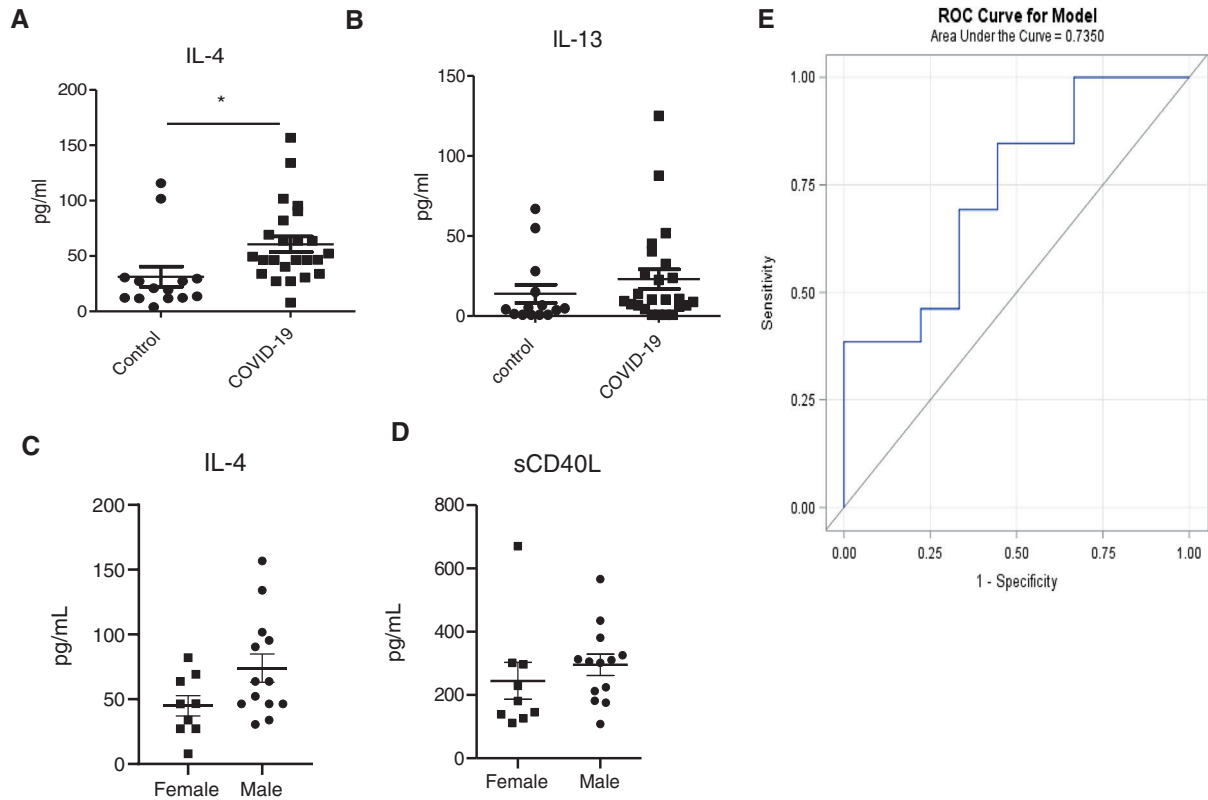 A
IL-4
*
pg/ml
200
150
100
50
0
Control
COVID-19
B
IL-13
pg/ml
150
100
50
0
control
COVID-19
E
ROC Curve for Model
Area Under the Curve = 0.7350
Sensitivity
1.00
0.75
0.50
0.25
0.00
0.00 0.25 0.50 0.75 1.00
1 - Specificity
C
IL-4
pg/mL
200
150
100
50
0
Female Male
D
sCD40L
pg/mL
800
600
400
200
0
Female Male